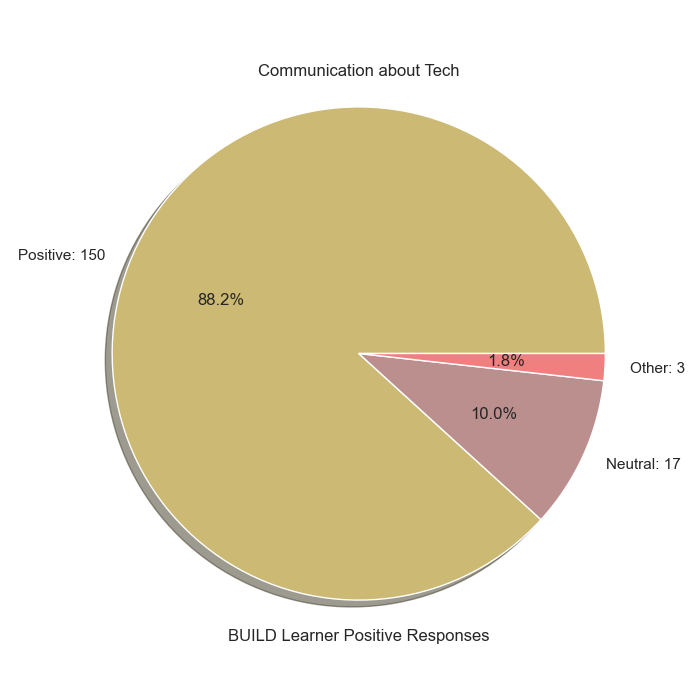 Communication about Tech
Positive: 150
88.2%
1.8%
Other: 3
10.0%
Neutral: 17
BUILD Learner Positive Responses